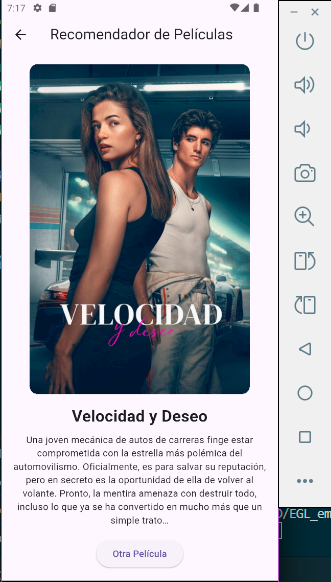 7:17
Recomendador de Películas
VELOCIDAD
y deseo
Velocidad y Deseo
Una joven mecánica de autos de carreras finge estar
comprometida con la estrella más polémica del
automovilismo. Oficialmente, es para salvar su reputación,
pero en secreto es la oportunidad de ella de volver al
volante. Pronto, la mentira amenaza con destruir todo,
incluso lo que ya se ha convertido en mucho más que un
simple trato...
D/EGL_em
Otra Película